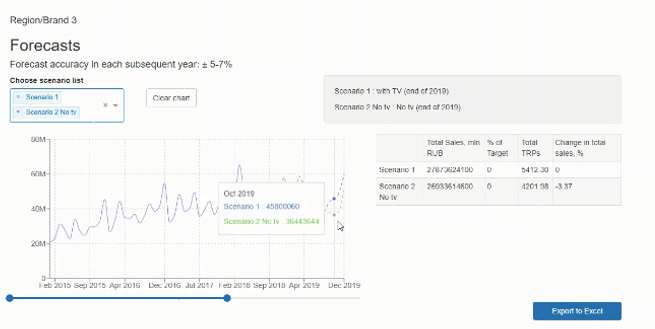 Region/Brand 3
Forecasts
Forecast accuracy in each subsequent year: ± 5-7%
Choose scenario list
× Scenario 1
× Scenario 2 No tv
×
Clear chart
Scenario 1 : with TV (end of 2019)
Scenario 2 No tv : No tv (end of 2019)
80M
60M
40M
20M
0
Oct 2019
Scenario 1 45800060
Scenario 2 No tv 36443644
Feb 2015 Sep 2015 Apr 2016 Dec 2016 Jul 2017 Feb 2018 Sep 2018 Apr 2019 Dec 2019
Total Sales, mln RUB % of Target Total TRPs Change in total sales, %
Scenario 1 27873624100 0 5412.30 0
Scenario 2 No tv 26933614600 0 4201.98 -3.37
Export to Excel